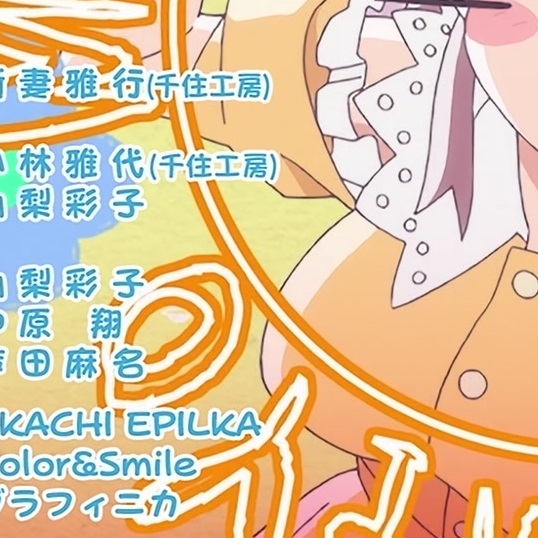 妻雅行(千住工房)
林雅代(千住工房)
梨彩子
梨彩子
原 翔
田麻名
KACHI EPILKA
olor&Smile
グラフィニカ